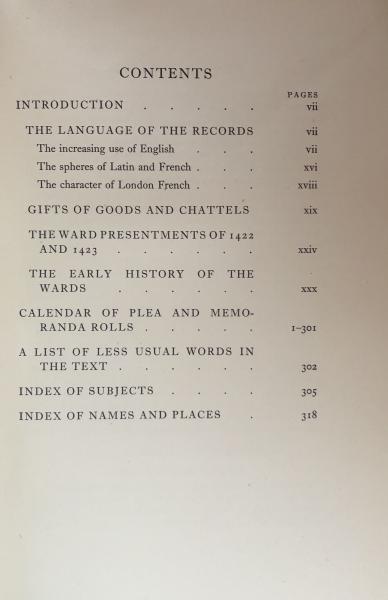 CONTENTS
PAGES
INTRODUCTION . . . . . vii
THE LANGUAGE OF THE RECORDS vii
The increasing use of English . . . vii
The spheres of Latin and French . . . xvi
The character of London French . . . xviii
GIFTS OF GOODS AND CHATTELS xix
THE WARD PRESENTMENTS OF 1422
AND 1423 . . . . . . xxiv
THE EARLY HISTORY OF THE
WARDS . . . . . . xxx
CALENDAR OF PLEA AND MEMO-
RANDA ROLLS . . . . . 1–301
A LIST OF LESS USUAL WORDS IN
THE TEXT . . . . . . 302
INDEX OF SUBJECTS . . . . 305
INDEX OF NAMES AND PLACES . 318